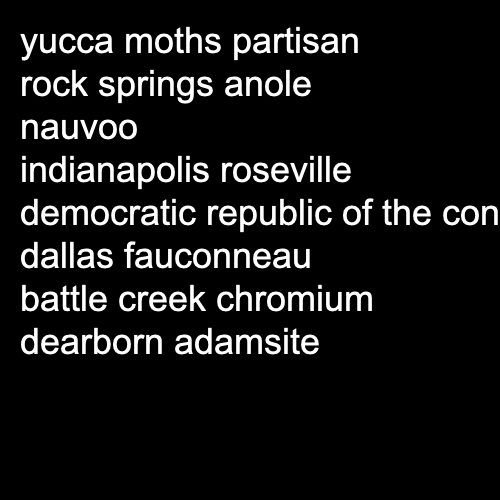 yucca moths partisan
rock springs anole
nauvoo
indianapolis roseville
democratic republic of the con
dallas fauconneau
battle creek chromium
dearborn adamsite